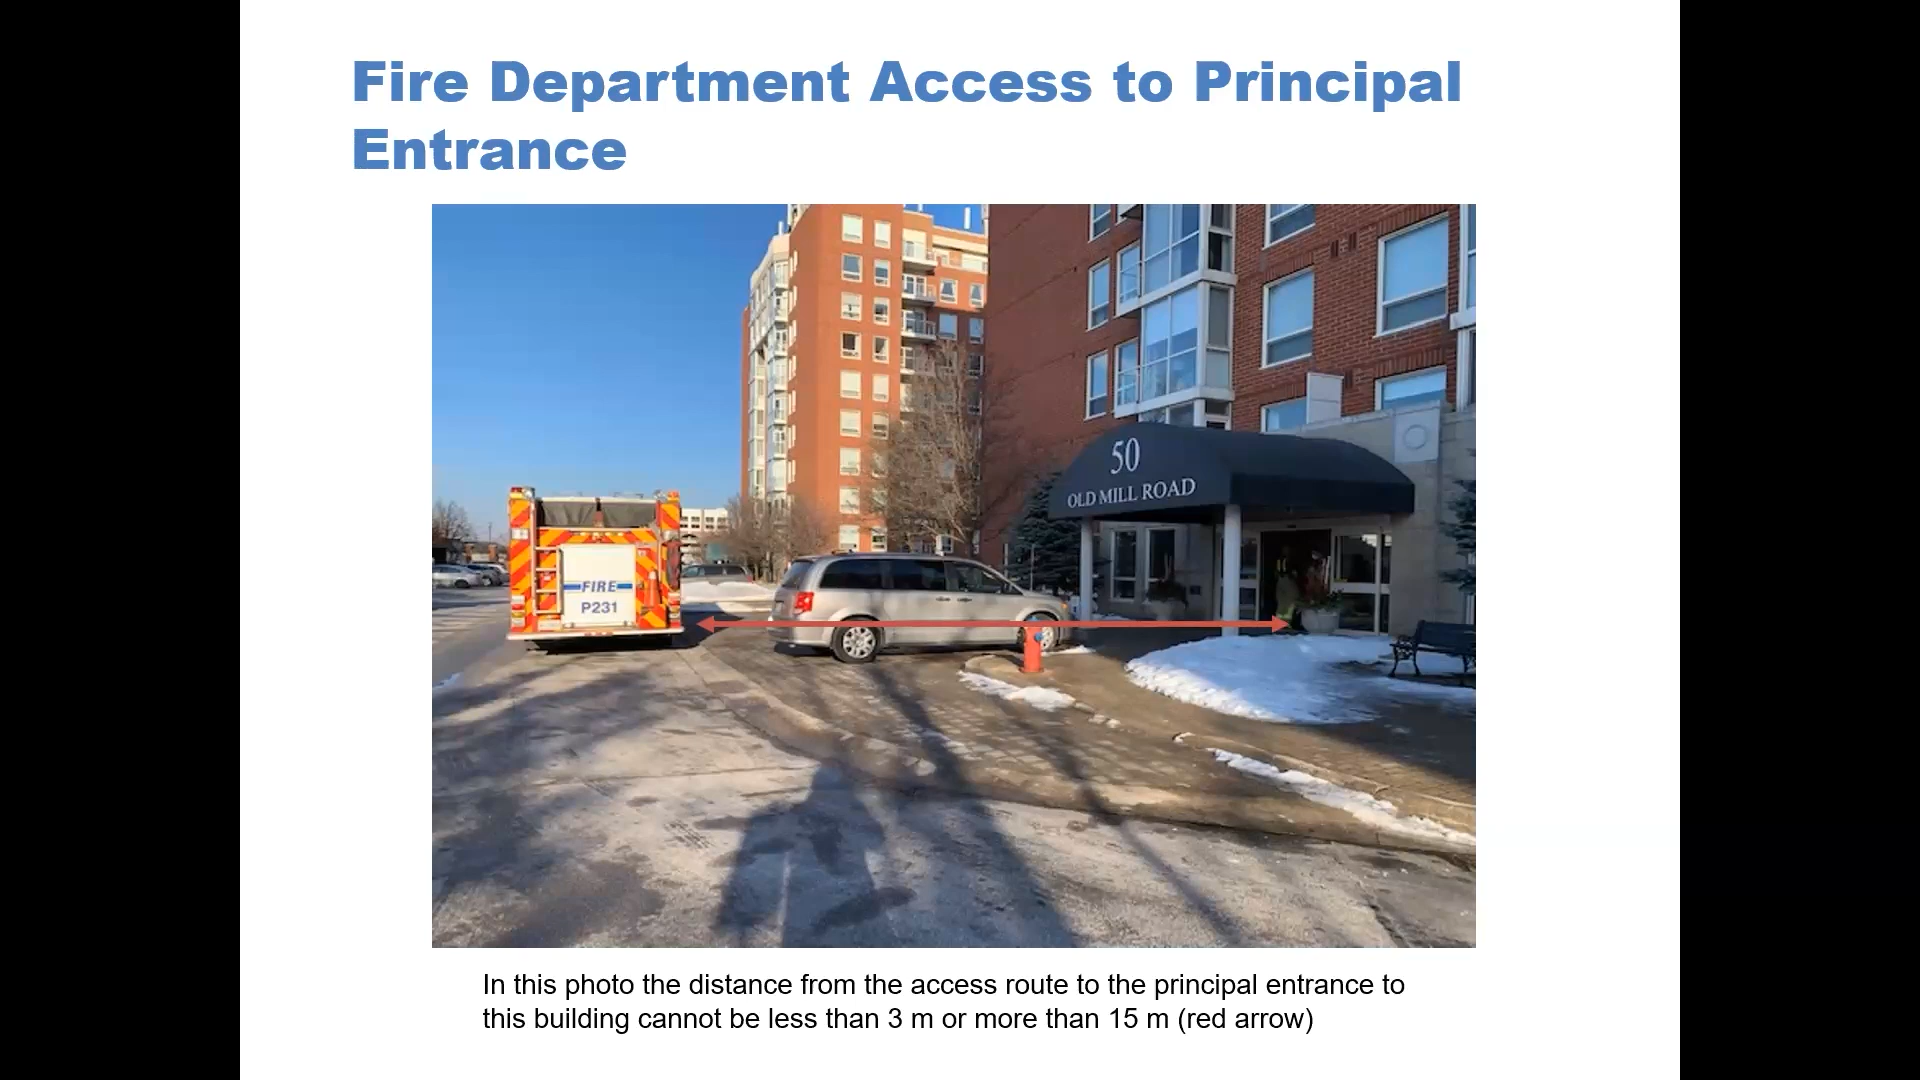 Fire Department Access to Principal
Entrance
50
OLD MILL ROAD
FIRE
P231
In this photo the distance from the access route to the principal entrance to
this building cannot be less than 3 m or more than 15 m (red arrow)